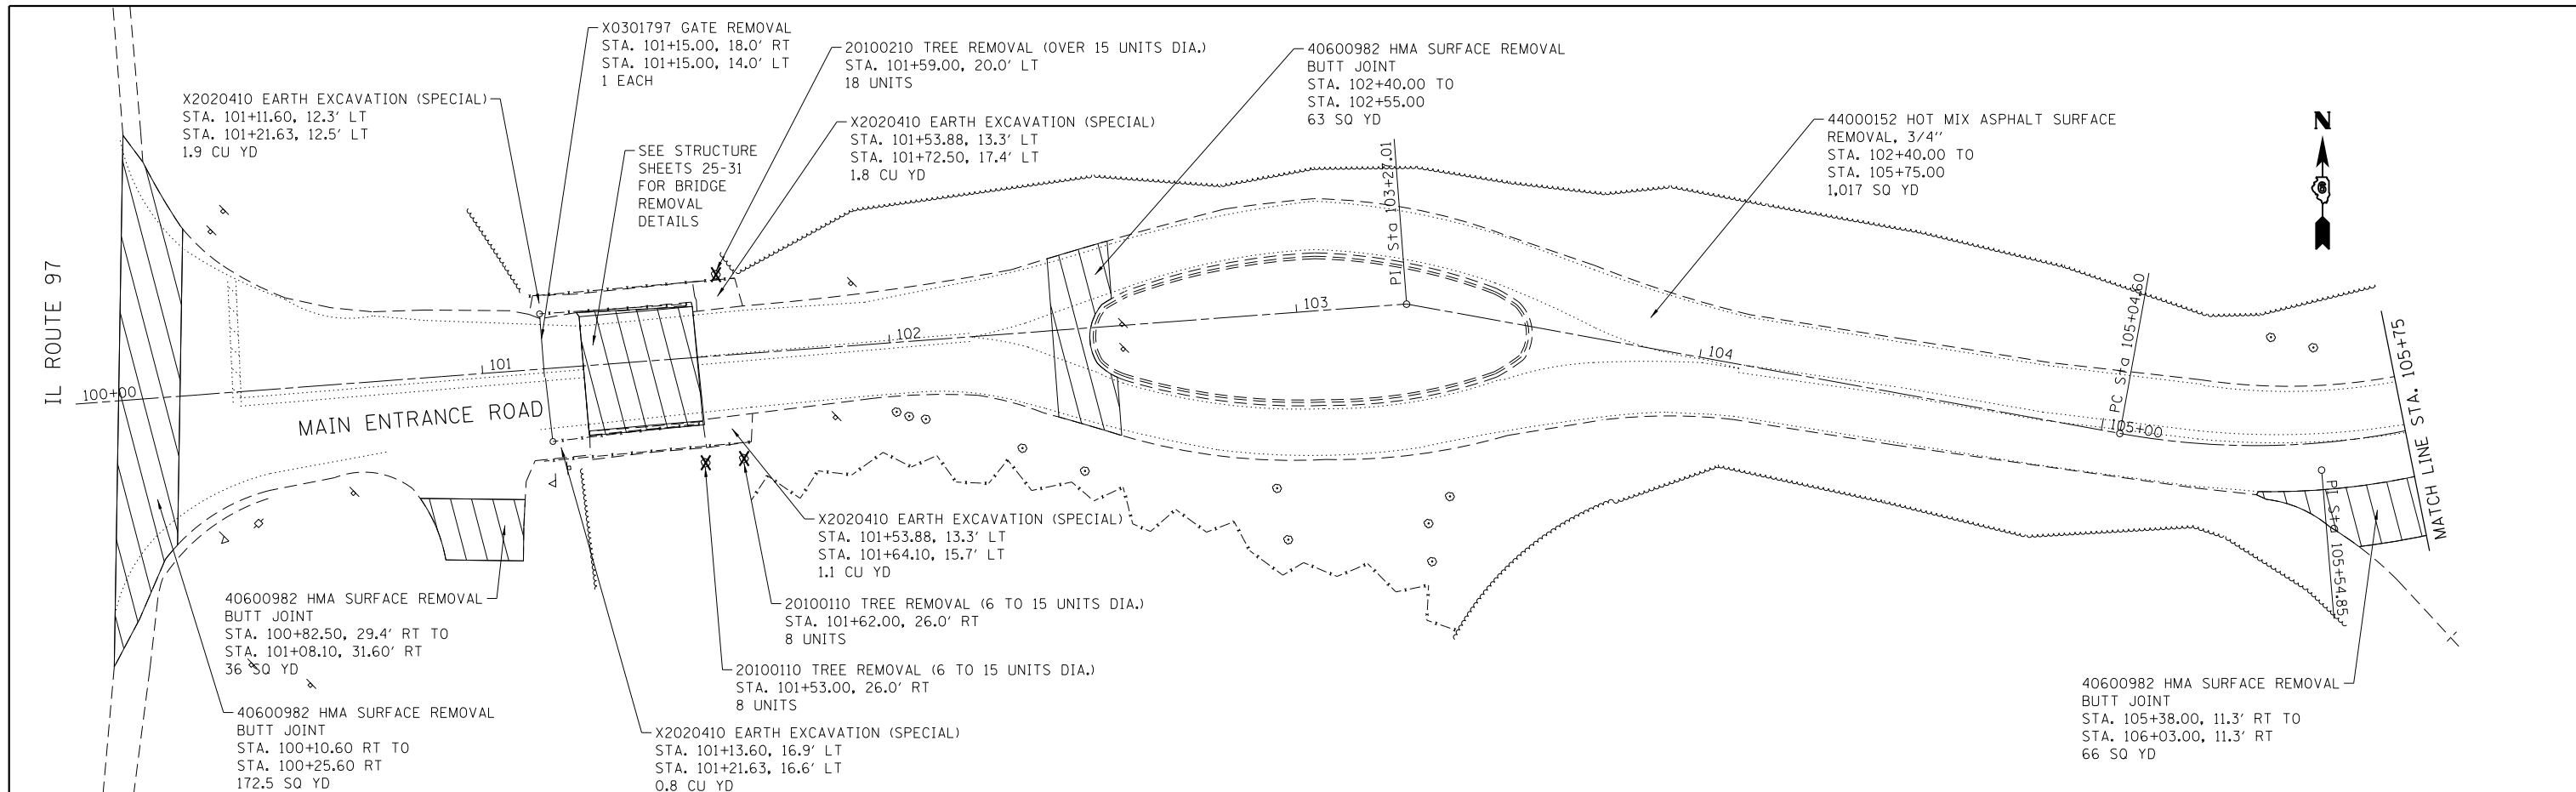 X0301797 GATE REMOVAL
STA. 101+15.00, 18.0' RT
STA. 101+15.00, 14.0' LT
1 EACH
20100210 TREE REMOVAL (OVER 15 UNITS DIA.)
STA. 101+59.00, 20.0' LT
18 UNITS
40600982 HMA SURFACE REMOVAL
BUTT JOINT
STA. 102+40.00 TO
STA. 102+55.00
63 SQ YD
X2020410 EARTH EXCAVATION (SPECIAL)
STA. 101+11.60, 12.3' LT
STA. 101+21.63, 12.5' LT
1.9 CU YD
SEE STRUCTURE
SHEETS 25-31
FOR BRIDGE
REMOVAL
DETAILS
X2020410 EARTH EXCAVATION (SPECIAL)
STA. 101+53.88, 13.3' LT
STA. 101+72.50, 17.4' LT
1.8 CU YD
44000152 HOT MIX ASPHALT SURFACE
REMOVAL, 3/4''
STA. 102+40.00 TO
STA. 105+75.00
1,017 SQ YD
N
6
IL ROUTE 97
100+00
101
102
103
104
105+00
PI Sta 103+27.01
PC Sta 105+04.60
PI Sta 105+54.85
MATCH LINE STA. 105+75
MAIN ENTRANCE ROAD
X2020410 EARTH EXCAVATION (SPECIAL)
STA. 101+53.88, 13.3' LT
STA. 101+64.10, 15.7' LT
1.1 CU YD
40600982 HMA SURFACE REMOVAL
BUTT JOINT
STA. 100+82.50, 29.4' RT TO
STA. 101+08.10, 31.60' RT
36 SQ YD
20100110 TREE REMOVAL (6 TO 15 UNITS DIA.)
STA. 101+62.00, 26.0' RT
8 UNITS
20100110 TREE REMOVAL (6 TO 15 UNITS DIA.)
STA. 101+53.00, 26.0' RT
8 UNITS
40600982 HMA SURFACE REMOVAL
BUTT JOINT
STA. 100+10.60 RT TO
STA. 100+25.60 RT
172.5 SQ YD
X2020410 EARTH EXCAVATION (SPECIAL)
STA. 101+13.60, 16.9' LT
STA. 101+21.63, 16.6' LT
0.8 CU YD
40600982 HMA SURFACE REMOVAL
BUTT JOINT
STA. 105+38.00, 11.3' RT TO
STA. 106+03.00, 11.3' RT
66 SQ YD